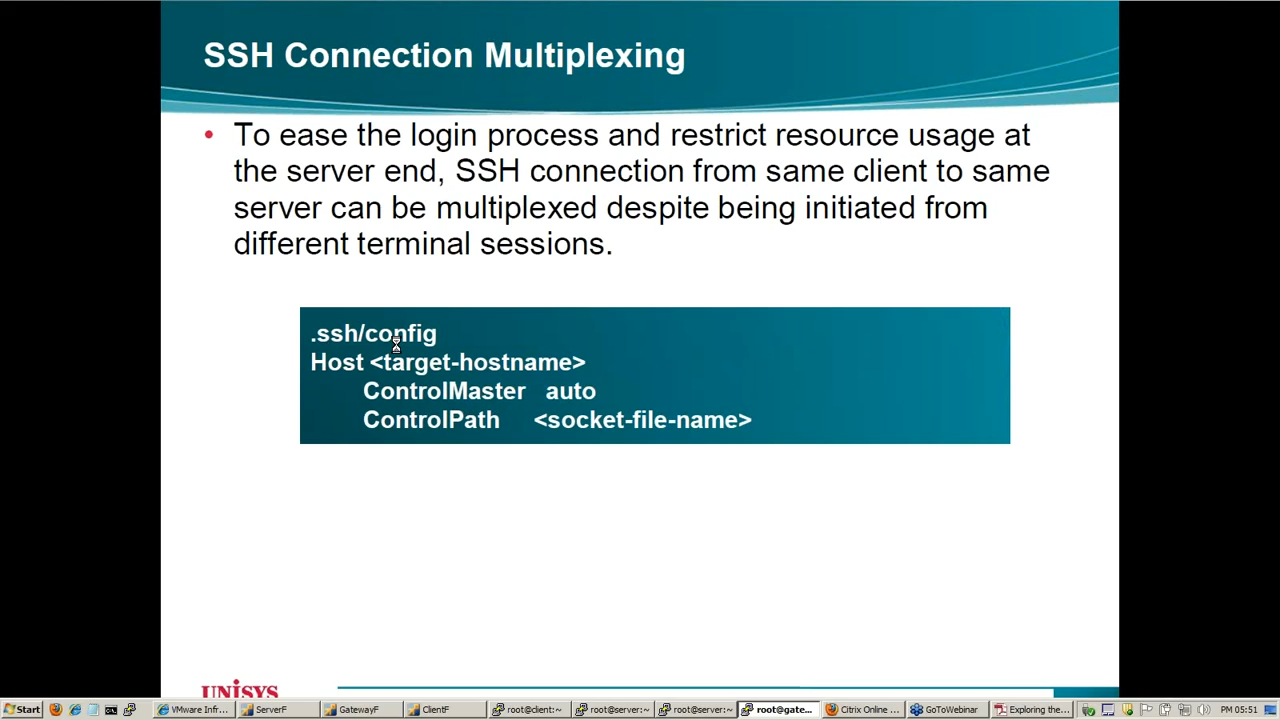 SSH Connection Multiplexing
• To ease the login process and restrict resource usage at
the server end, SSH connection from same client to same
server can be multiplexed despite being initiated from
different terminal sessions.
.ssh/config
Host <target-hostname>
ControlMaster auto
ControlPath <socket-file-name>
UNISYS
Start VMware Infr... ServerF GatewayF ClientF root@client:~ root@server:~ root@server:~ root@gate... Citrix Online ... GoToWebinar Exploring the... PM 05:51